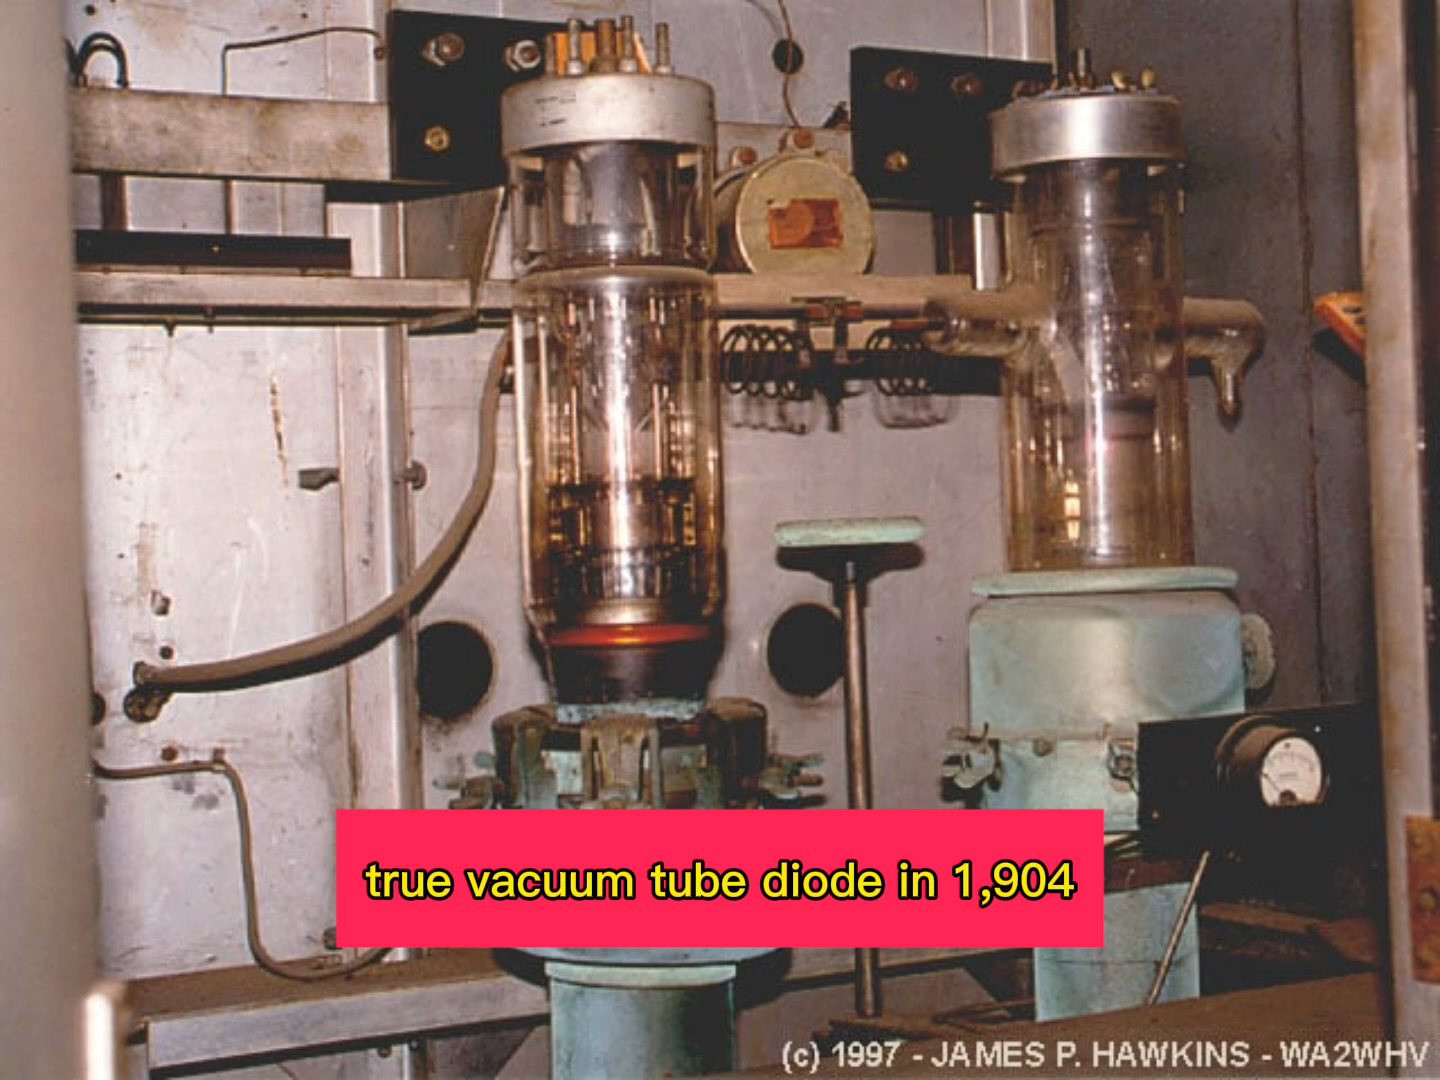 true vacuum tube diode in 1,904
(c) 1997 - JAMES P. HAWKINS - WA2WHV